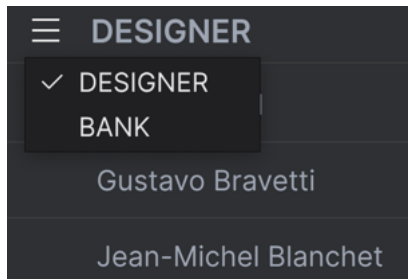 DESIGNER
DESIGNER
BANK
Gustavo Bravetti
Jean-Michel Blanchet